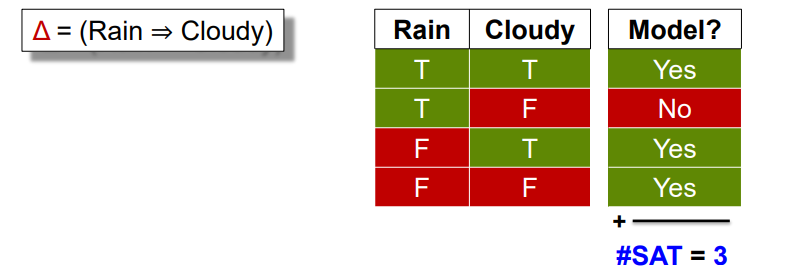 Δ = (Rain ⇒ Cloudy)
Rain Cloudy Model?
T T Yes
T F No
F T Yes
F F Yes
+
#SAT = 3